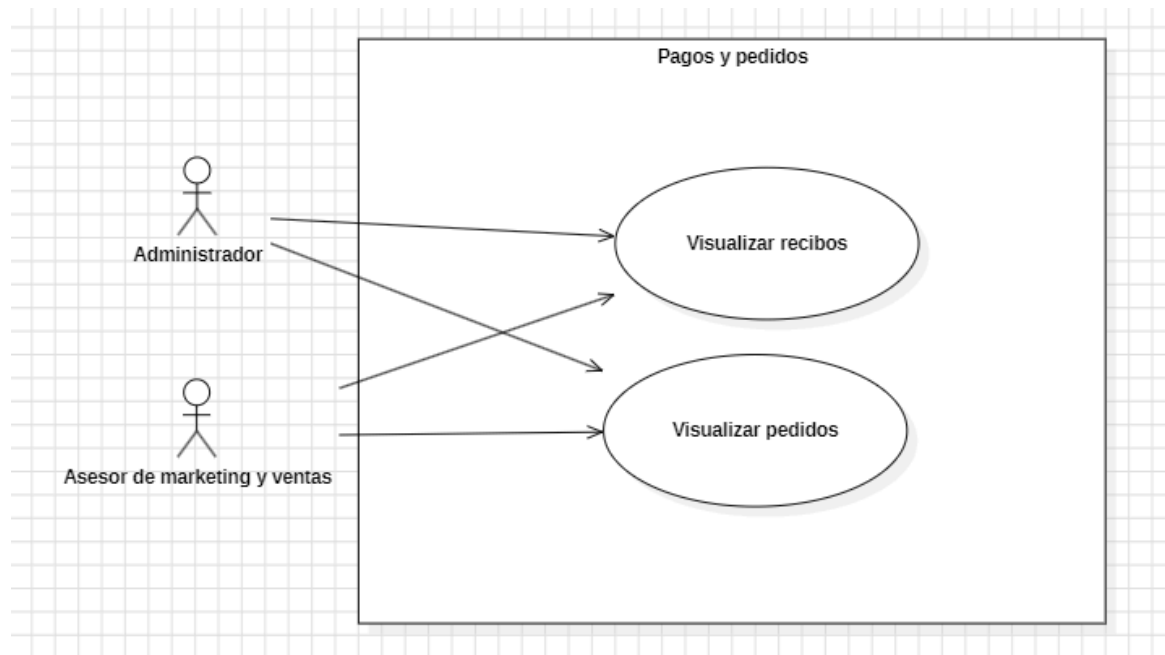 Pagos y pedidos
Visualizar recibos
Administrador
Visualizar pedidos
Asesor de marketing y ventas